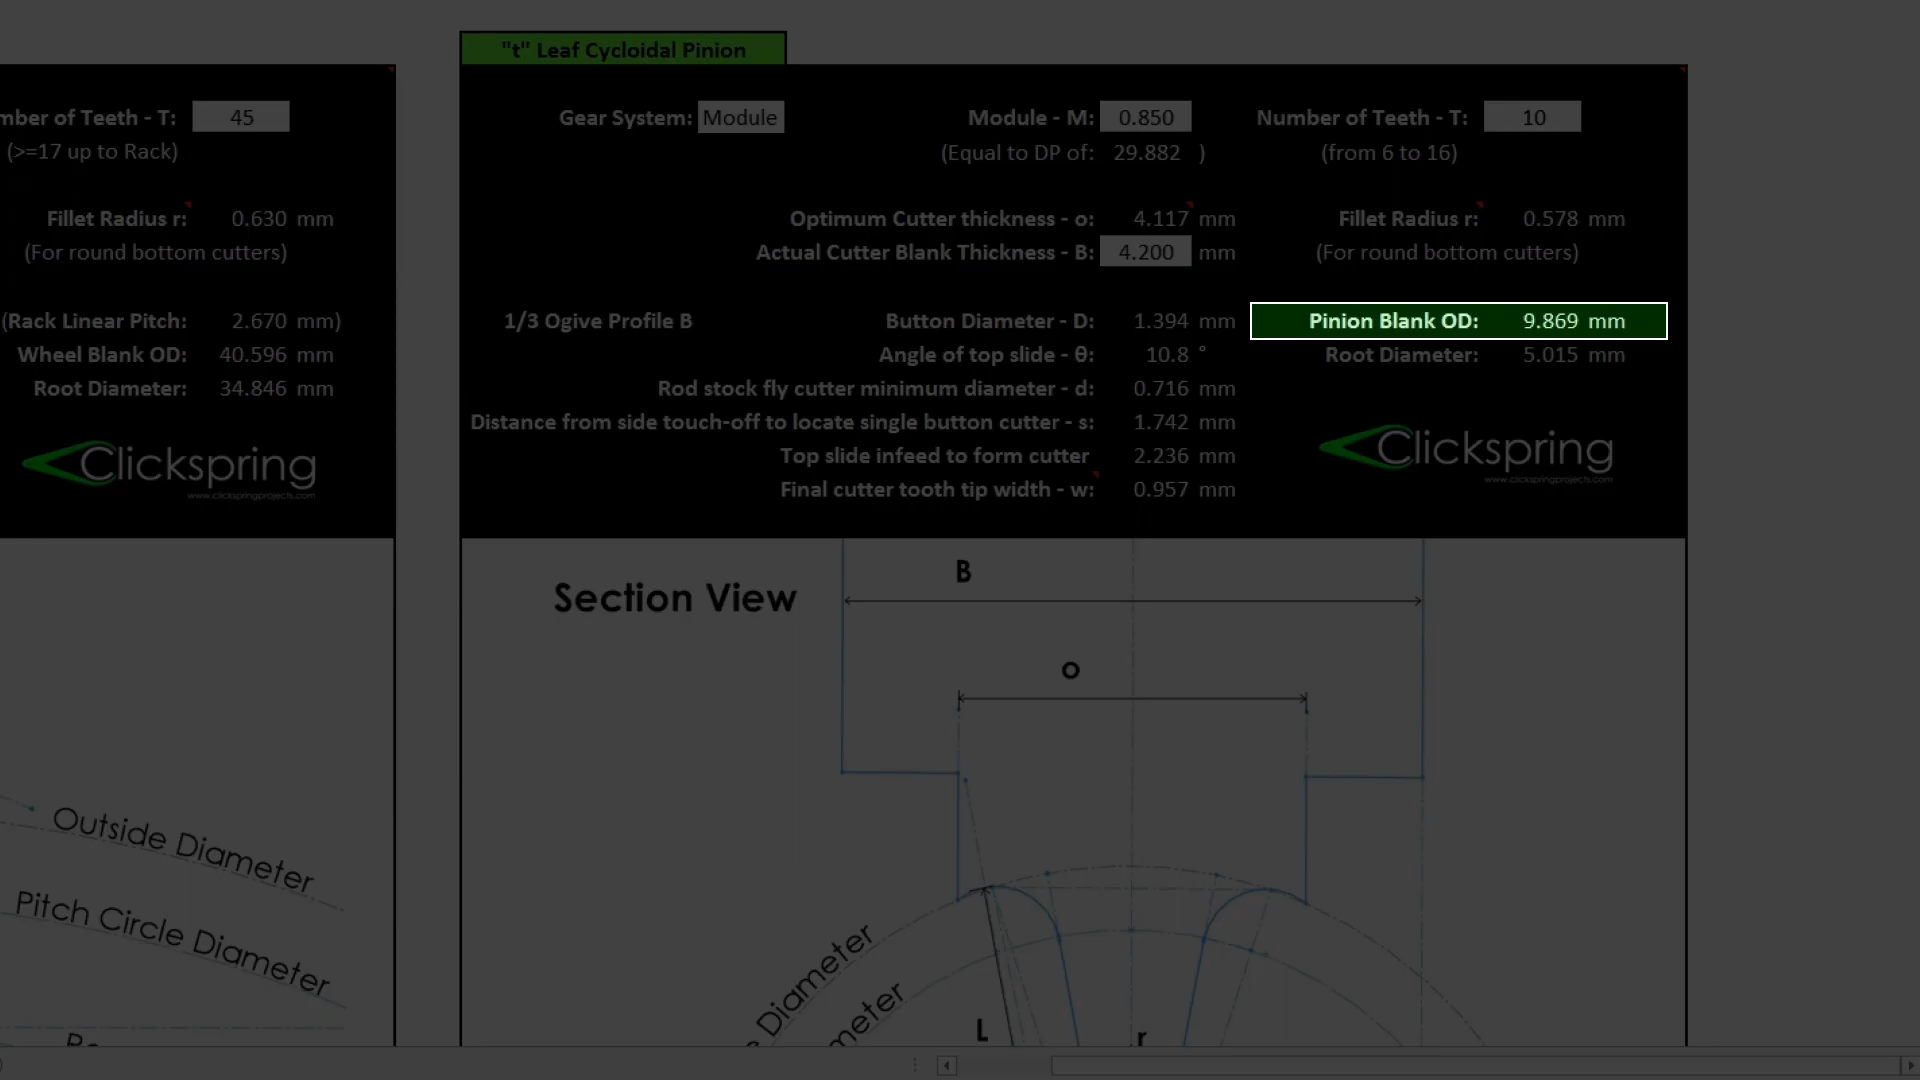 "t" Leaf Cycloidal Pinion
mber of Teeth - T: 45
(>=17 up to Rack)
Fillet Radius r: 0.630 mm
(For round bottom cutters)
(Rack Linear Pitch: 2.670 mm)
Wheel Blank OD: 40.596 mm
Root Diameter: 34.846 mm
Clickspring
www.clickspringprojects.com
Gear System: Module Module - M: 0.850 Number of Teeth - T: 10
(Equal to DP of: 29.882 ) (from 6 to 16)
Optimum Cutter thickness - o: 4.117 mm Fillet Radius r: 0.578 mm
Actual Cutter Blank Thickness - B: 4.200 mm (For round bottom cutters)
1/3 Ogive Profile B Button Diameter - D: 1.394 mm Pinion Blank OD: 9.869 mm
Angle of top slide - θ: 10.8 ° Root Diameter: 5.015 mm
Rod stock fly cutter minimum diameter - d: 0.716 mm
Distance from side touch-off to locate single button cutter - s: 1.742 mm
Top slide infeed to form cutter 2.236 mm
Final cutter tooth tip width - w: 0.957 mm
Clickspring
www.clickspringprojects.com
Section View
B
o
Outside Diameter
Pitch Circle Diameter
Diameter
meter
L
r